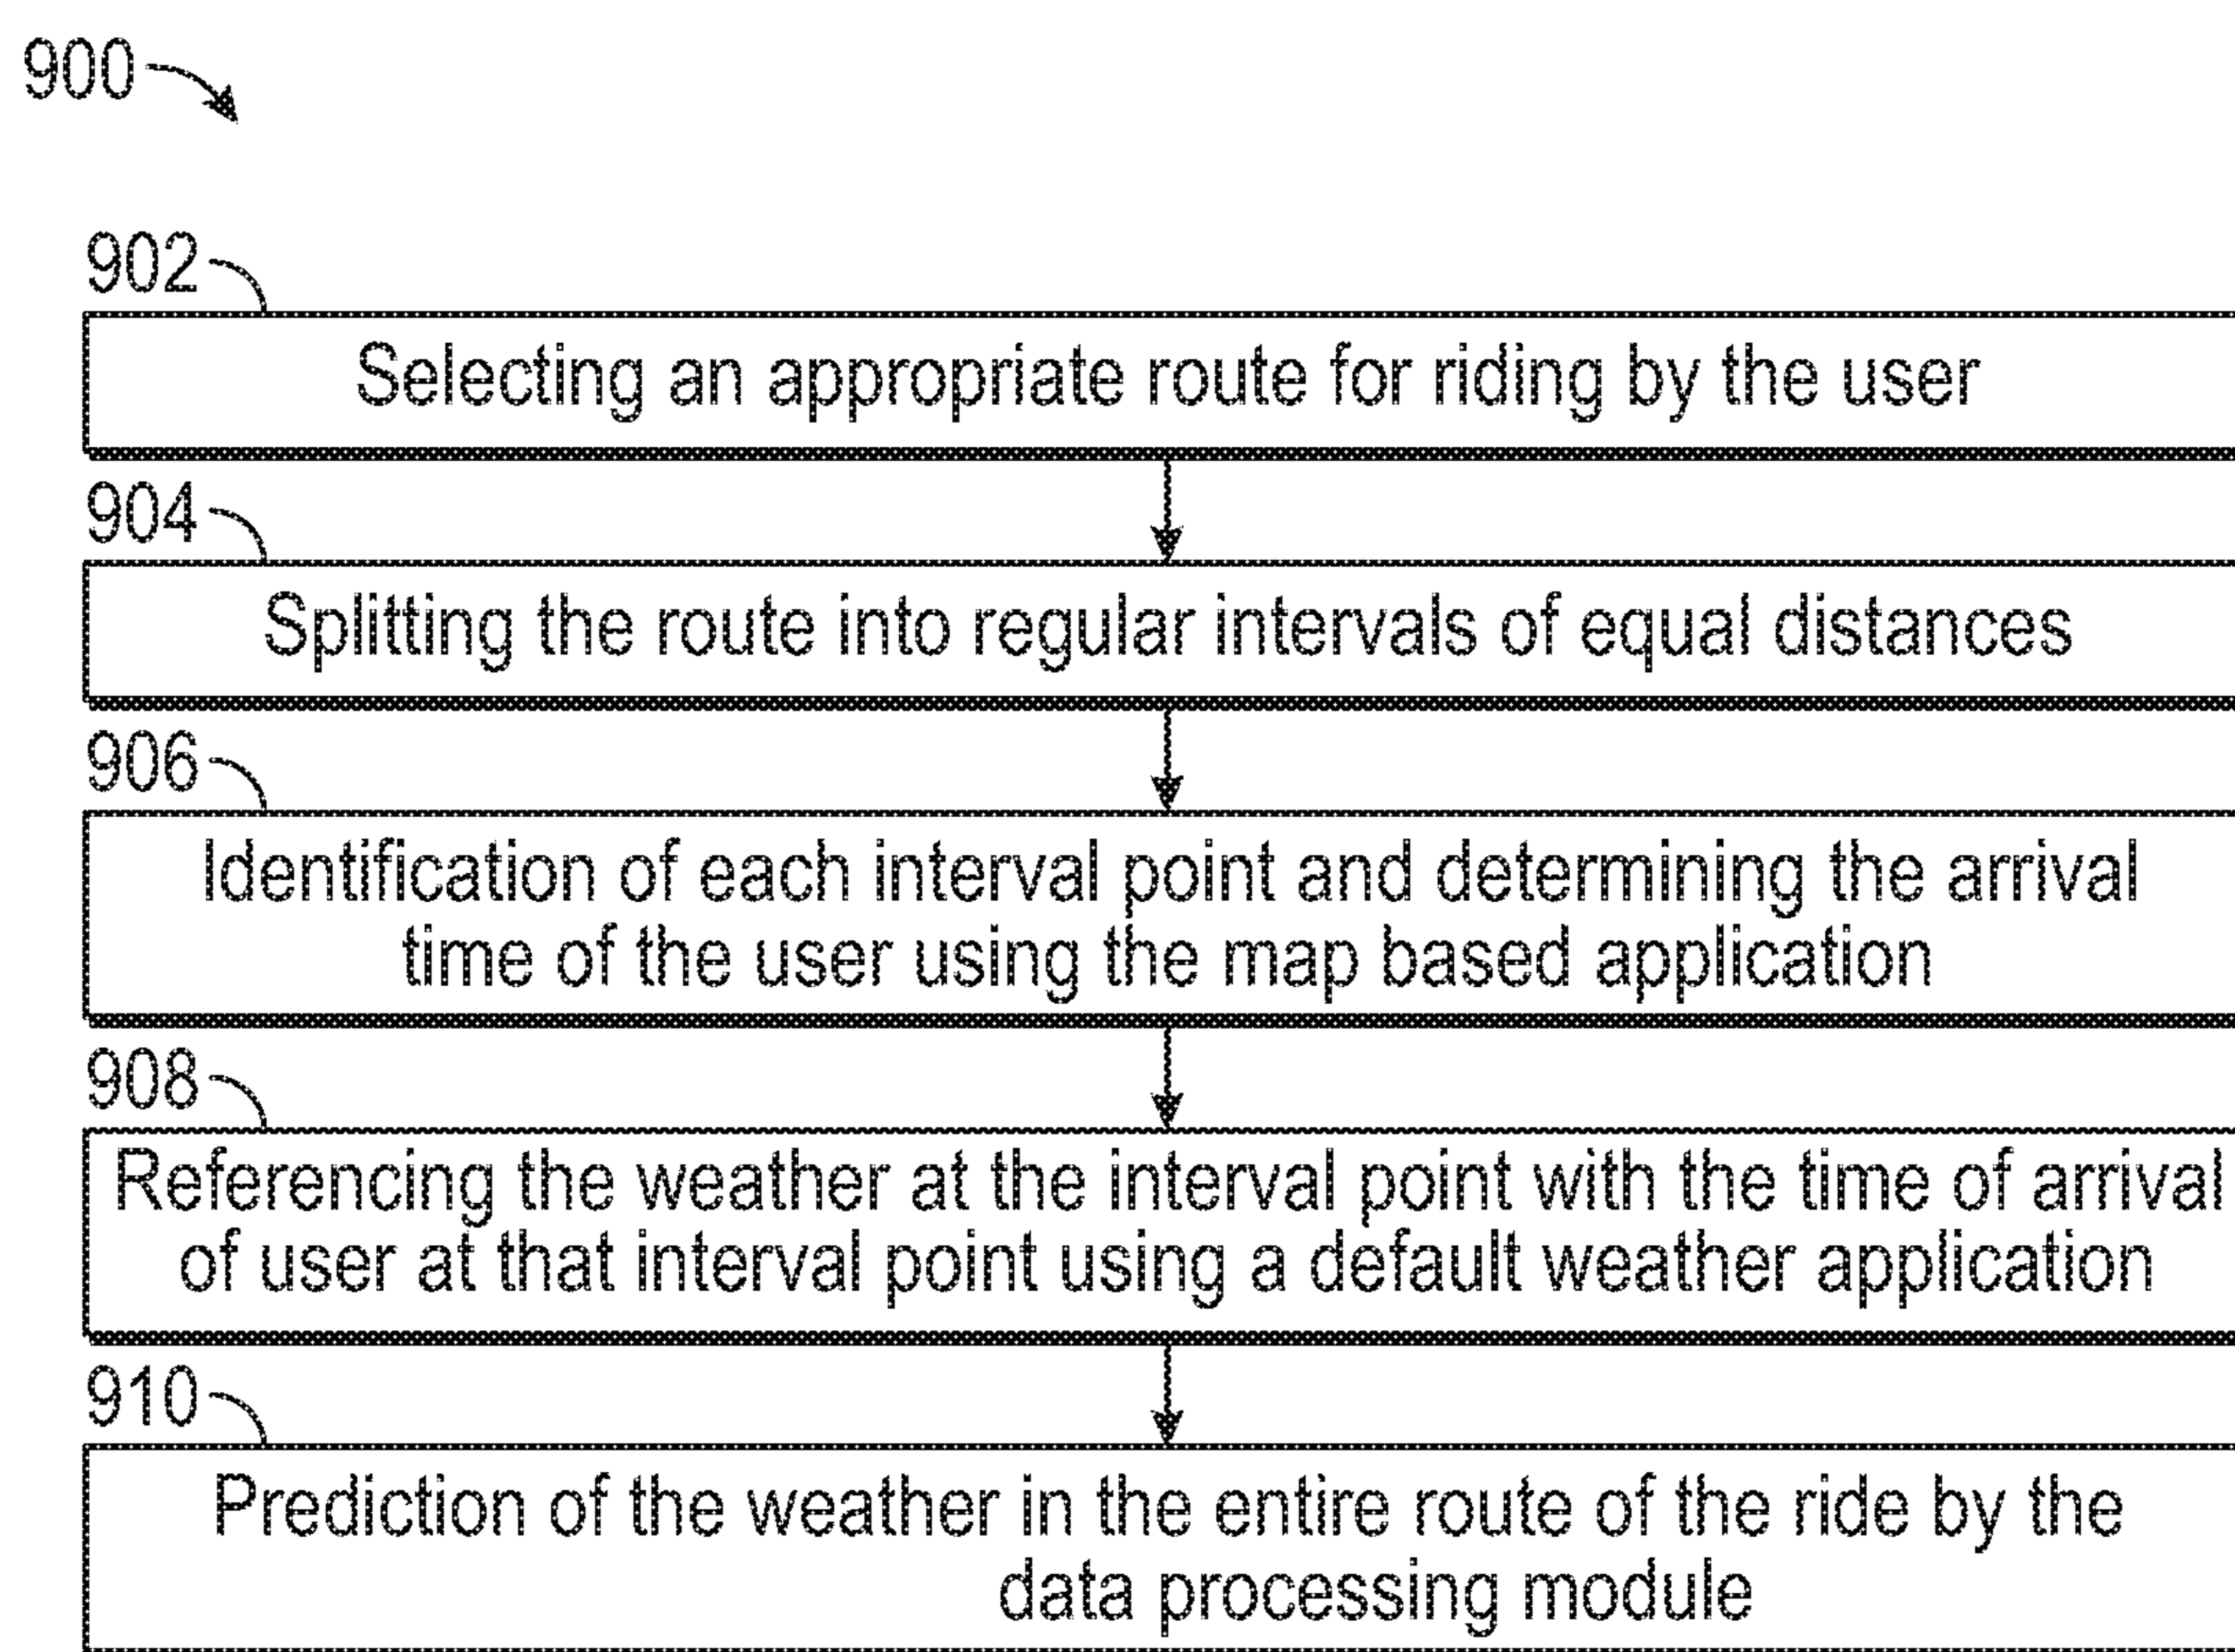 900
902
Selecting an appropriate route for riding by the user
904
Splitting the route into regular intervals of equal distances
906
Identification of each interval point and determining the arrival
time of the user using the map based application
908
Referencing the weather at the interval point with the time of arrival
of user at that interval point using a default weather application
910
Prediction of the weather in the entire route of the ride by the
data processing module